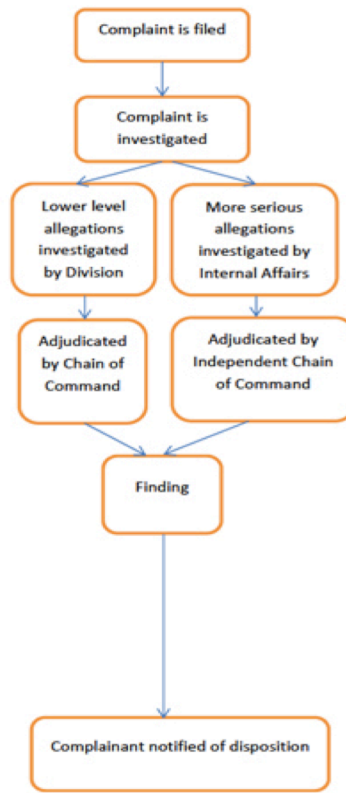 Complaint is filed
Complaint is
investigated
Lower level
allegations
investigated
by Division
More serious
allegations
investigated by
Internal Affairs
Adjudicated
by Chain of
Command
Adjudicated by
Independent Chain
of Command
Finding
Complainant notified of disposition